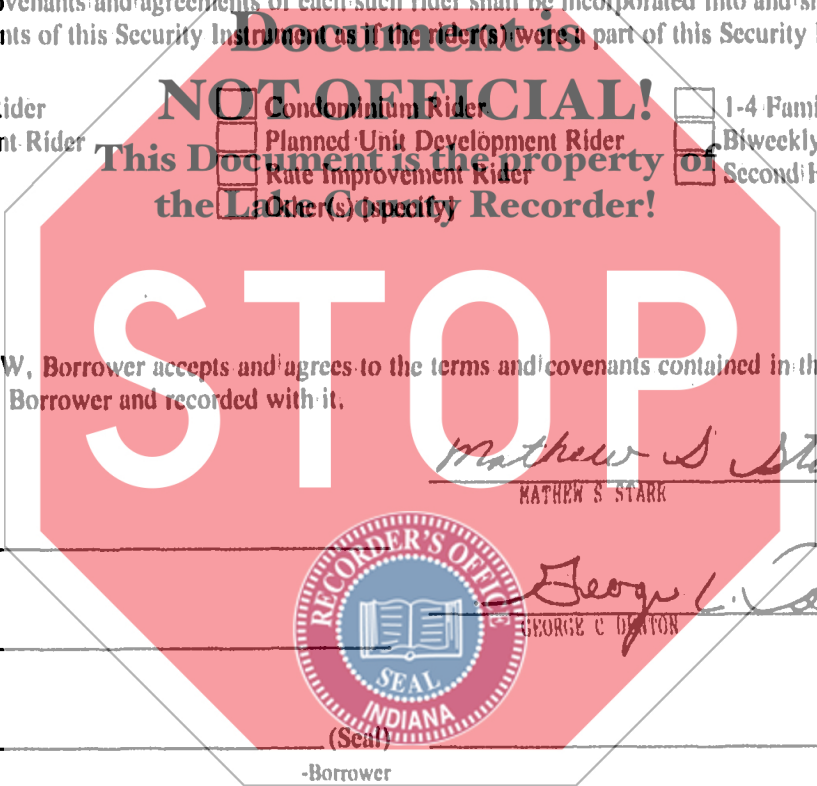 venants and agreements of each such rider shall be incorporated into and s
nts of this Security Instrument as if the rider(s) were a part of this Security
Document is
NOT OFFICIAL!
This Document is the property of
the Lake County Recorder!
ider Condominium Rider 1-4 Fami
nt Rider Planned Unit Development Rider Biweekly
Rate Improvement Rider Second H
Other(s) [specify]
STOP
W, Borrower accepts and agrees to the terms and covenants contained in th
Borrower and recorded with it.
Mathew S Sta
MATHEW S STARK
George C. De
GEORGE C DENTON
RECORDER'S OFFICE
SEAL
INDIANA
(Seal)
-Borrower